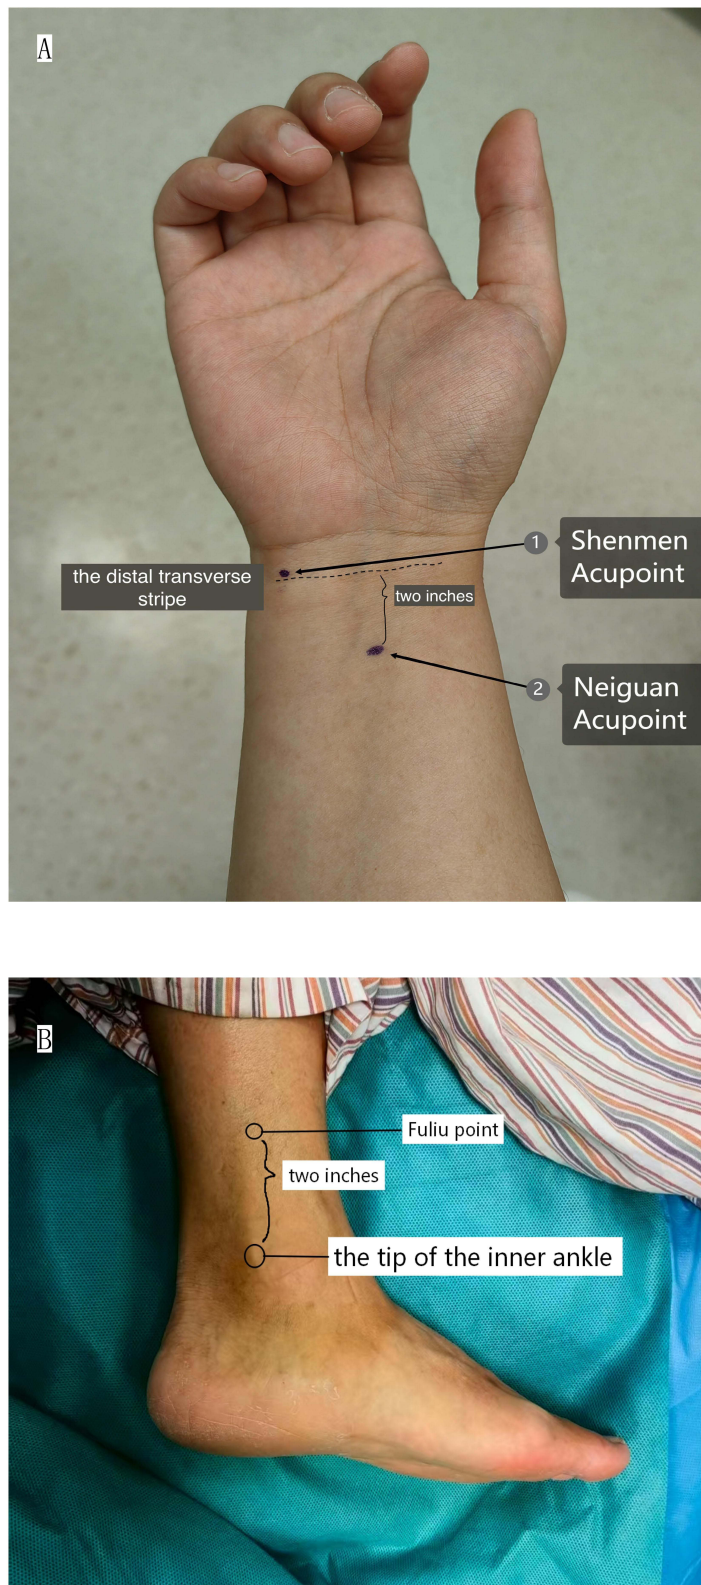 A
1
Shenmen
Acupoint
the distal transverse
stripe
two inches
2
Neiguan
Acupoint
B
Fuliu point
two inches
the tip of the inner ankle